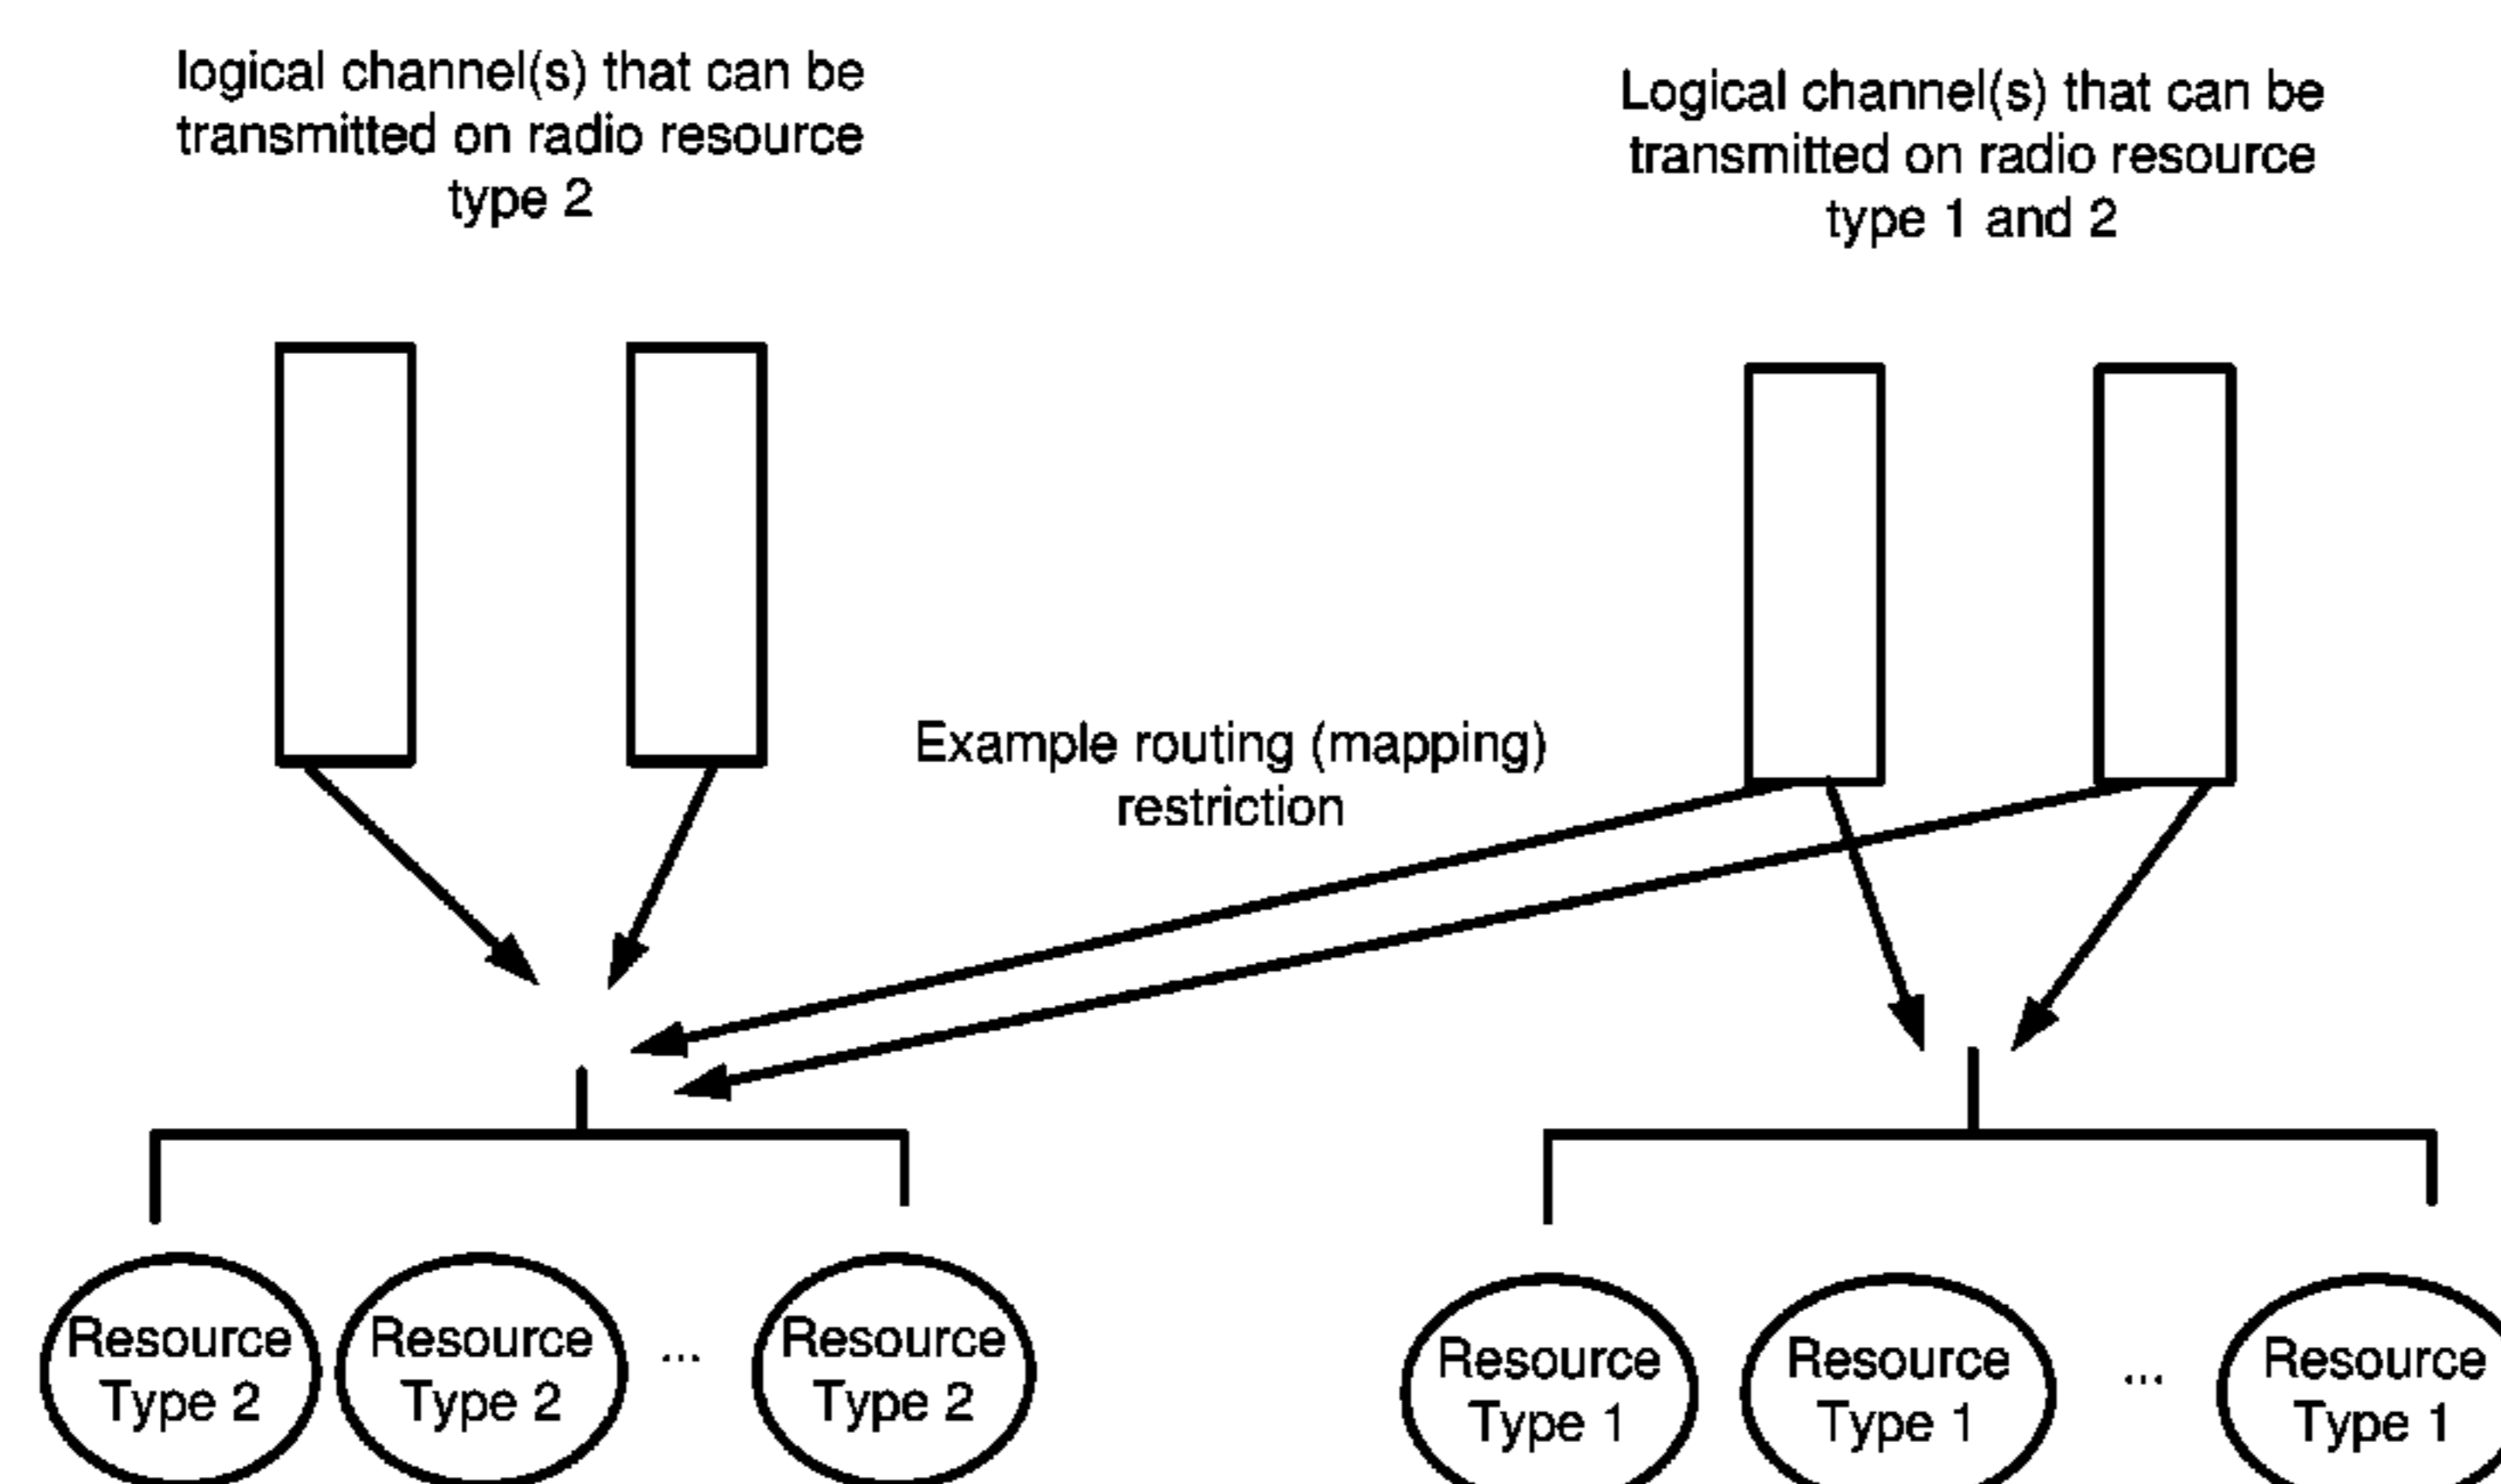 logical channel(s) that can be
transmitted on radio resource
type 2
Logical channel(s) that can be
transmitted on radio resource
type 1 and 2
Example routing (mapping)
restriction
Resource
Type 2
Resource
Type 2
...
Resource
Type 2
Resource
Type 1
Resource
Type 1
...
Resource
Type 1